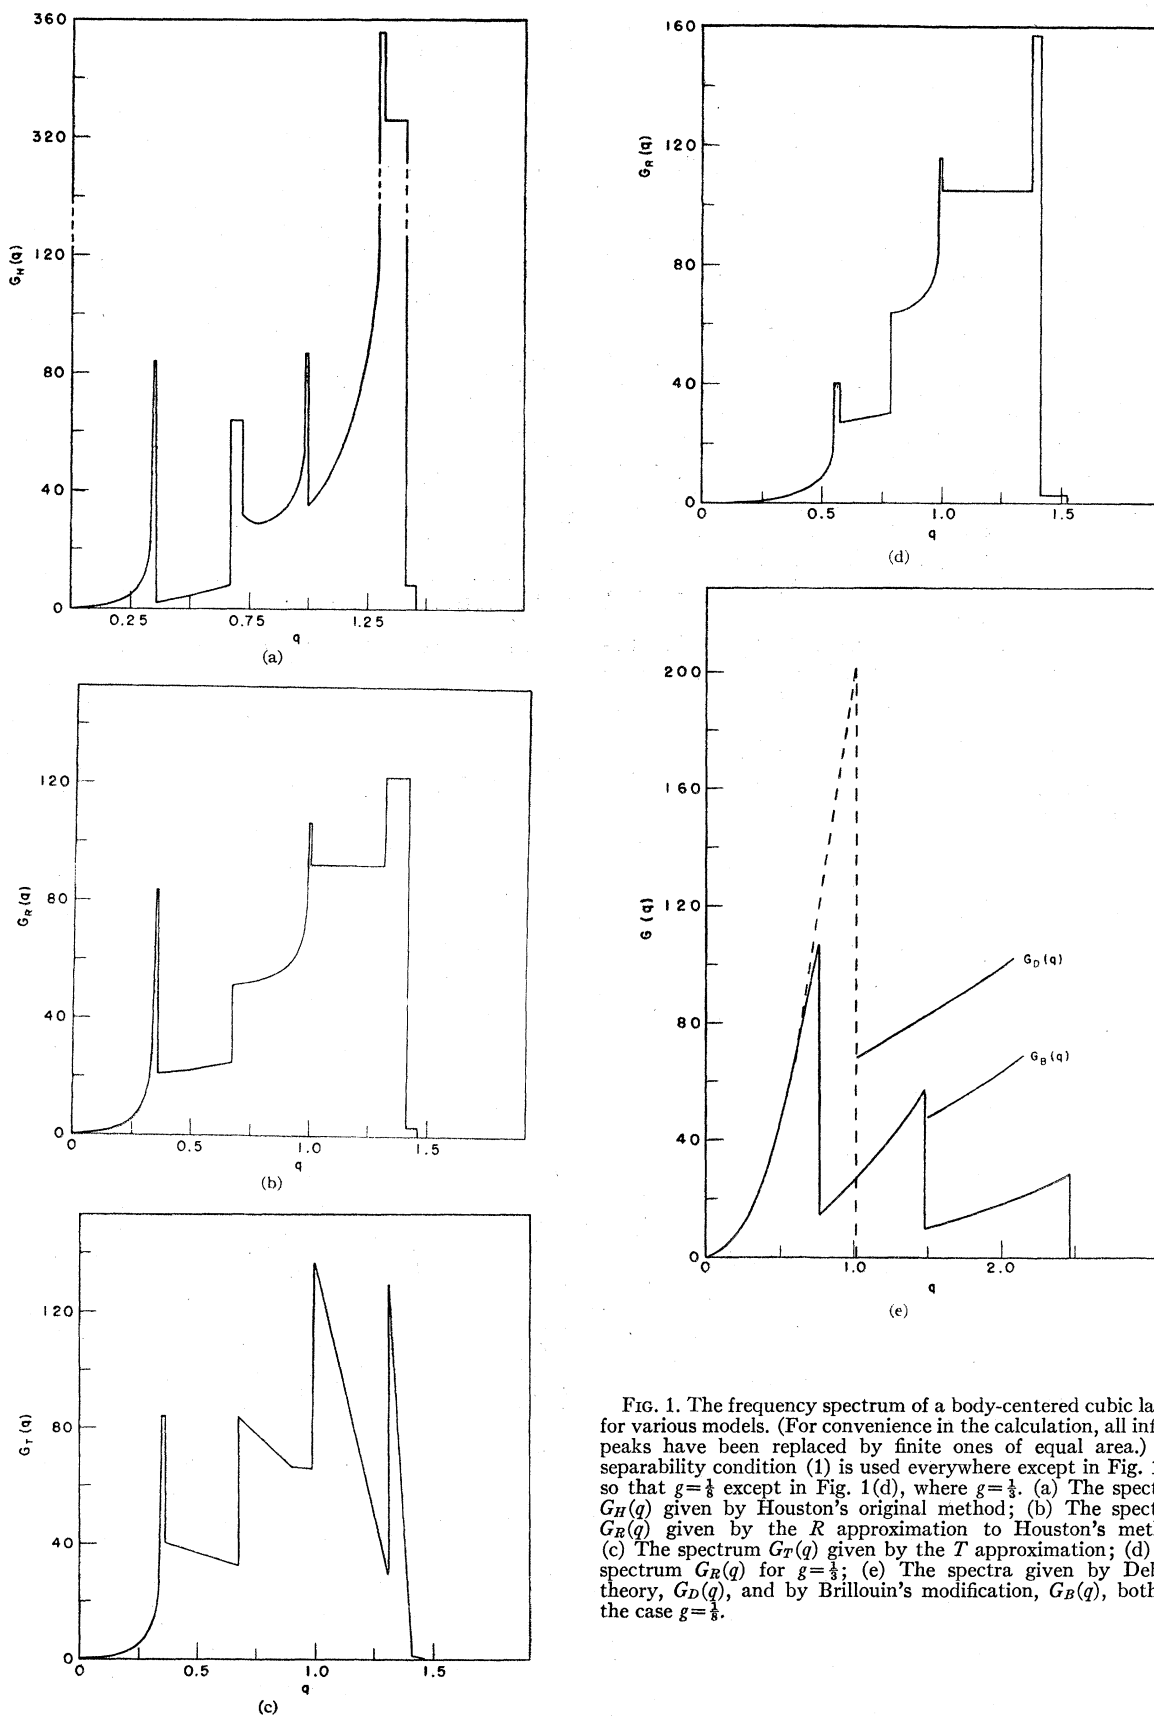 360
320
120
80
40
0
G_H(q)
0.25 0.75 1.25
q
(a)
120
80
40
0
G_R(q)
0 0.5 1.0 1.5
q
(b)
120
80
40
0
G_T(q)
0 0.5 1.0 1.5
q
(c)
160
120
80
40
0
G_R(q)
0 0.5 1.0 1.5
q
(d)
200
160
120
80
40
0
G(q)
G_D(q)
G_B(q)
0 1.0 2.0
q
(e)
FIG. 1. The frequency spectrum of a body-centered cubic la
for various models. (For convenience in the calculation, all inf
peaks have been replaced by finite ones of equal area.)
separability condition (1) is used everywhere except in Fig. 1
so that g=⅛ except in Fig. 1(d), where g=⅓. (a) The spect
G_H(q) given by Houston's original method; (b) The spect
G_R(q) given by the R approximation to Houston's met
(c) The spectrum G_T(q) given by the T approximation; (d)
spectrum G_R(q) for g=⅓; (e) The spectra given by De
theory, G_D(q), and by Brillouin's modification, G_B(q), both
the case g=⅛.